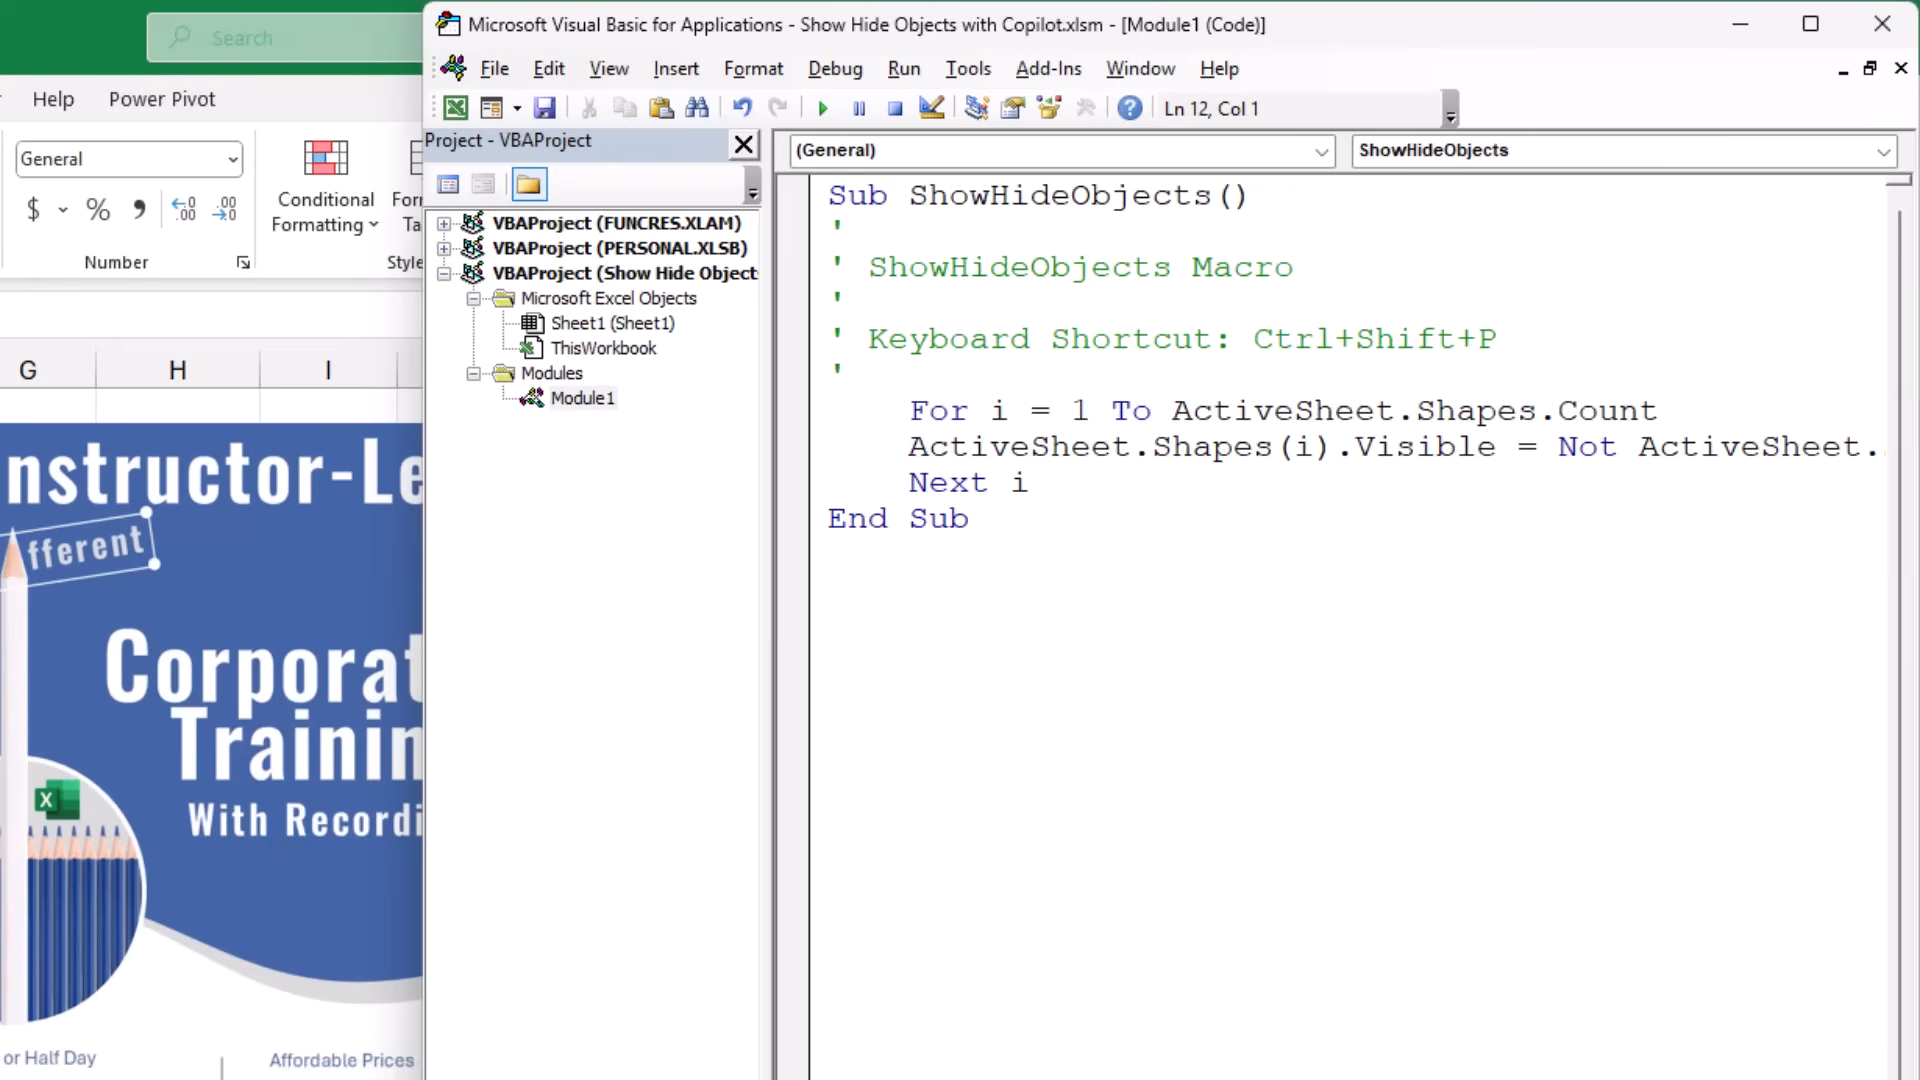 Search
Microsoft Visual Basic for Applications - Show Hide Objects with Copilot.xlsm - [Module1 (Code)]
File Edit View Insert Format Debug Run Tools Add-Ins Window Help
Ln 12, Col 1
Help Power Pivot
General
$ % ,
Conditional
Formatting
Number
G H I
Project - VBAProject
VBAProject (FUNCRES.XLAM)
VBAProject (PERSONAL.XLSB)
VBAProject (Show Hide Object
Microsoft Excel Objects
Sheet1 (Sheet1)
ThisWorkbook
Modules
Module1
(General) ShowHideObjects
Sub ShowHideObjects()
'
' ShowHideObjects Macro
'
' Keyboard Shortcut: Ctrl+Shift+P
'
For i = 1 To ActiveSheet.Shapes.Count
ActiveSheet.Shapes(i).Visible = Not ActiveSheet.
Next i
End Sub
nstructor-Le
fferent
Corporat
Trainin
With Recordi
X
or Half Day
Affordable Prices